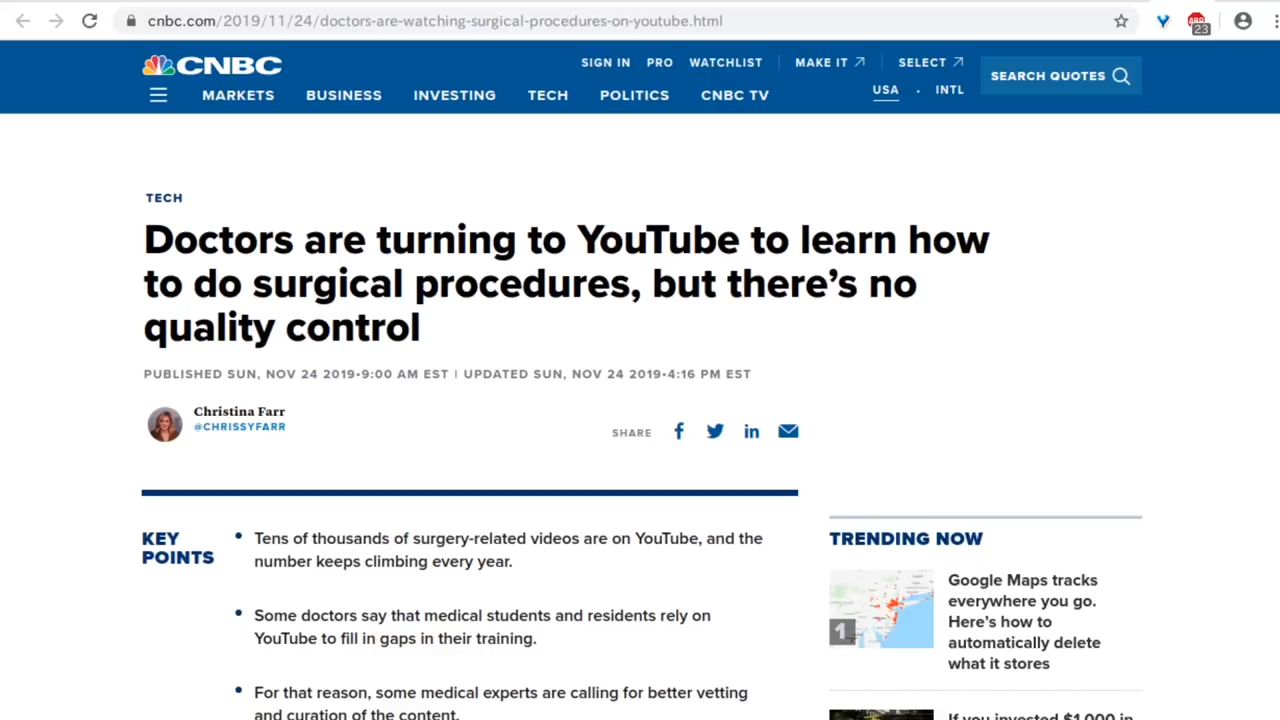 cnbc.com/2019/11/24/doctors-are-watching-surgical-procedures-on-youtube.html
23
CNBC
SIGN IN PRO WATCHLIST MAKE IT SELECT
SEARCH QUOTES
USA · INTL
MARKETS BUSINESS INVESTING TECH POLITICS CNBC TV
TECH
Doctors are turning to YouTube to learn how
to do surgical procedures, but there’s no
quality control
PUBLISHED SUN, NOV 24 2019•9:00 AM EST | UPDATED SUN, NOV 24 2019•4:16 PM EST
Christina Farr
@CHRISSYFARR
SHARE
KEY
POINTS
• Tens of thousands of surgery-related videos are on YouTube, and the
number keeps climbing every year.
• Some doctors say that medical students and residents rely on
YouTube to fill in gaps in their training.
• For that reason, some medical experts are calling for better vetting
and curation of the content.
TRENDING NOW
1
Google Maps tracks
everywhere you go.
Here’s how to
automatically delete
what it stores
If you invested $1,000 in